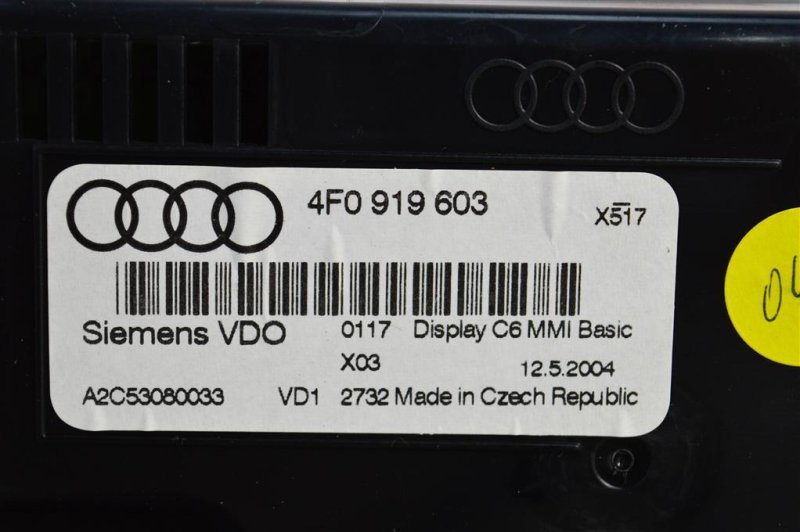 4F0 919 603
X517
Siemens VDO 0117 Display C6 MMI Basic
X03 12.5.2004
A2C53080033 VD1 2732 Made in Czech Republic